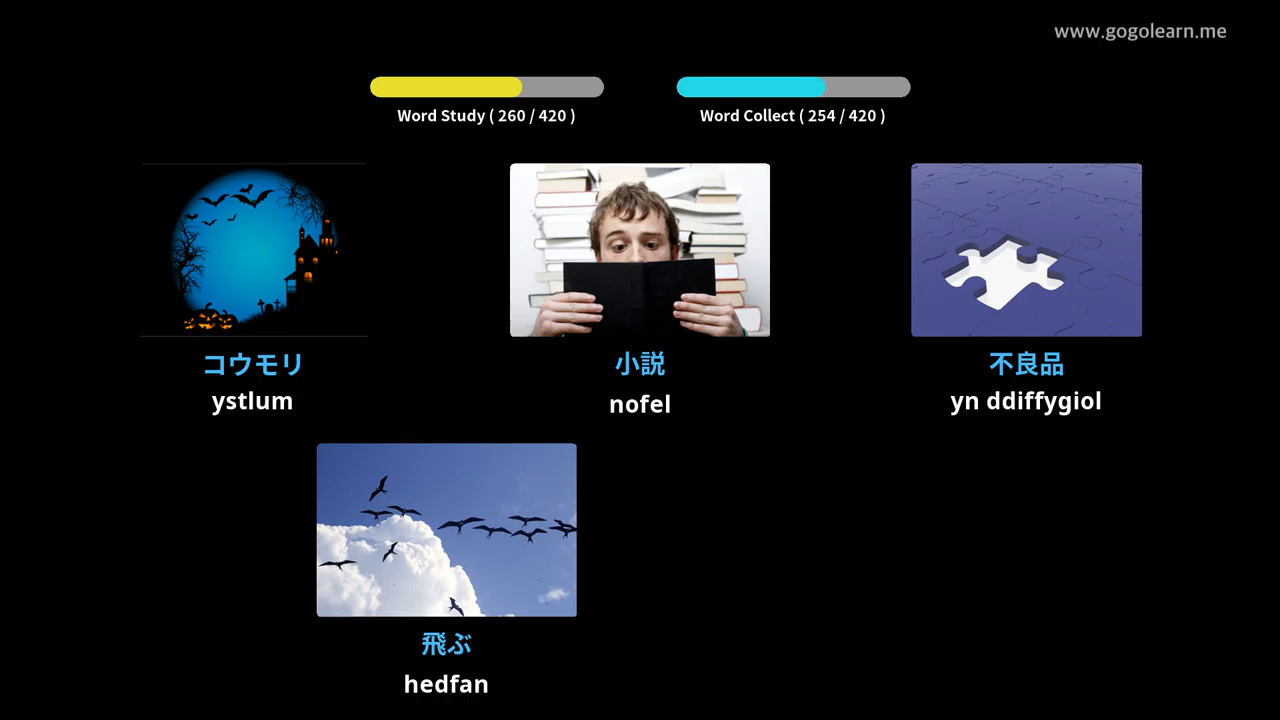 www.gogolearn.me
Word Study ( 260 / 420 )
Word Collect ( 254 / 420 )
コウモリ
ystlum
小説
nofel
不良品
yn ddiffygiol
飛ぶ
hedfan